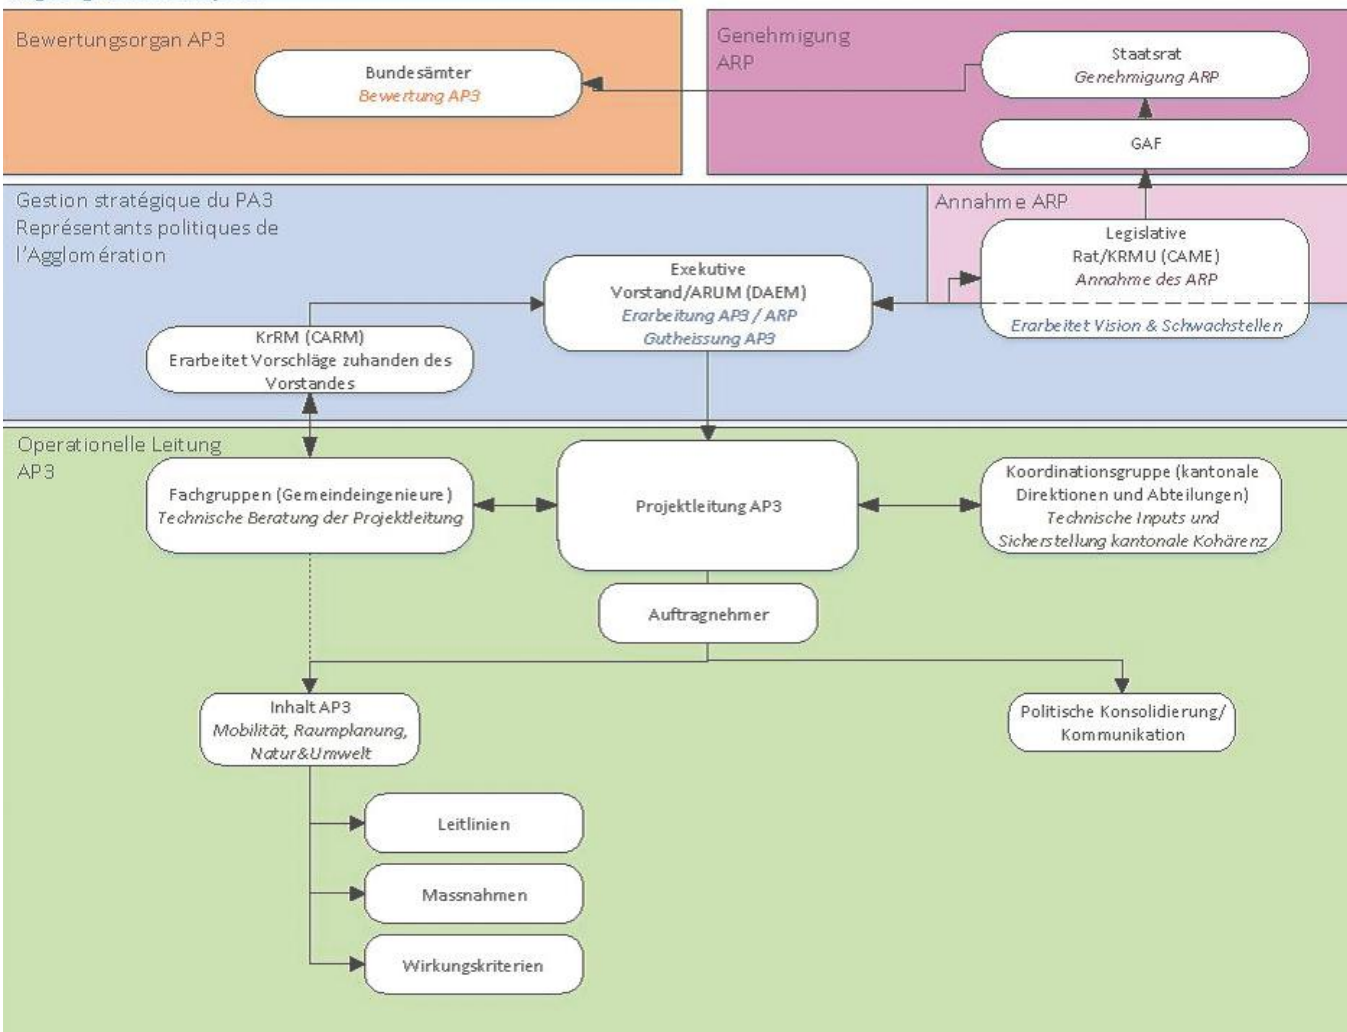 Bewertungsorgan AP3
Bundesämter
Bewertung AP3
Genehmigung
ARP
Staatsrat
Genehmigung ARP
GAF
Gestion stratégique du PA3
Représentants politiques de
l'Agglomération
Annahme ARP
Legislative
Rat/KRMU (CAME)
Annahme des ARP
Erarbeitet Vision & Schwachstellen
Exekutive
Vorstand/ARUM (DAEM)
Erarbeitung AP3 / ARP
Gutheissung AP3
KrRM (CARM)
Erarbeitet Vorschläge zuhanden des
Vorstandes
Operationelle Leitung
AP3
Fachgruppen (Gemeindeingenieure)
Technische Beratung der Projektleitung
Projektleitung AP3
Koordinationsgruppe (kantonale
Direktionen und Abteilungen)
Technische Inputs und
Sicherstellung kantonale Kohärenz
Auftragnehmer
Inhalt AP3
Mobilität, Raumplanung,
Natur&Umwelt
Politische Konsolidierung/
Kommunikation
Leitlinien
Massnahmen
Wirkungskriterien